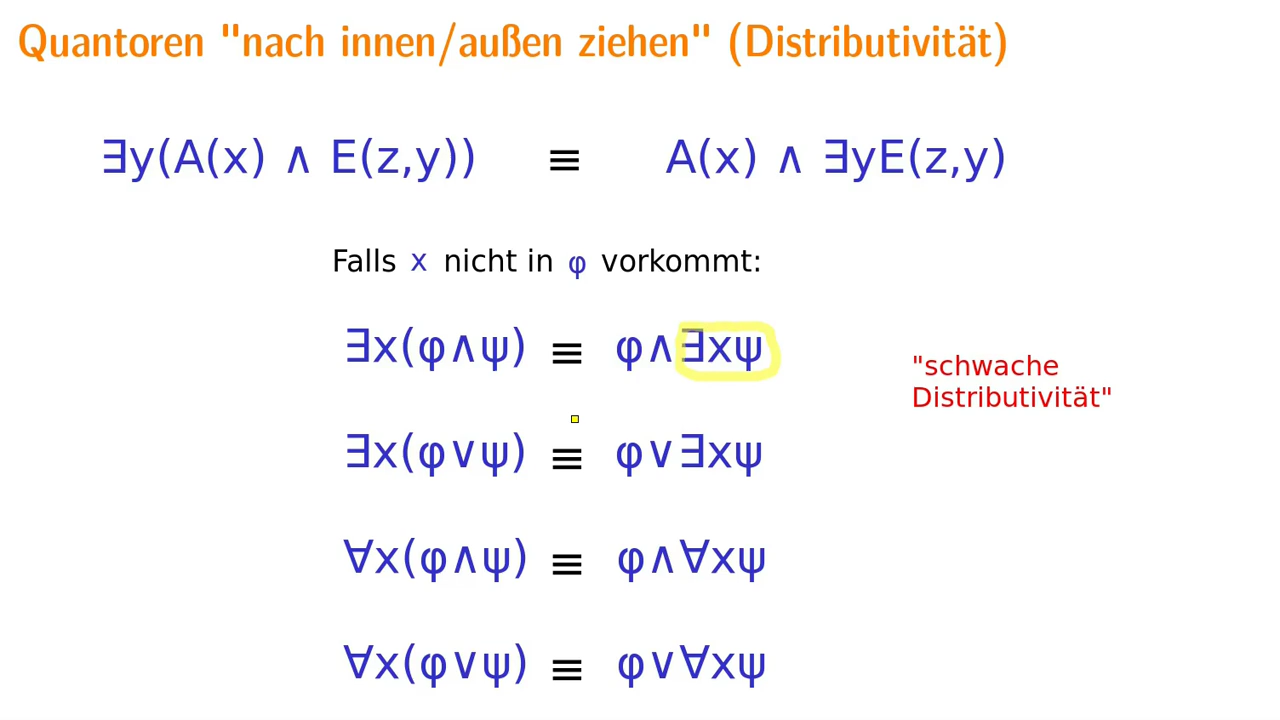 Quantoren "nach innen/außen ziehen" (Distributivität)
∃y(A(x) ∧ E(z,y)) ≡ A(x) ∧ ∃yE(z,y)
Falls x nicht in φ vorkommt:
∃x(φ∧ψ) ≡ φ∧∃xψ
"schwache
Distributivität"
∃x(φ∨ψ) ≡ φ∨∃xψ
∀x(φ∧ψ) ≡ φ∧∀xψ
∀x(φ∨ψ) ≡ φ∨∀xψ